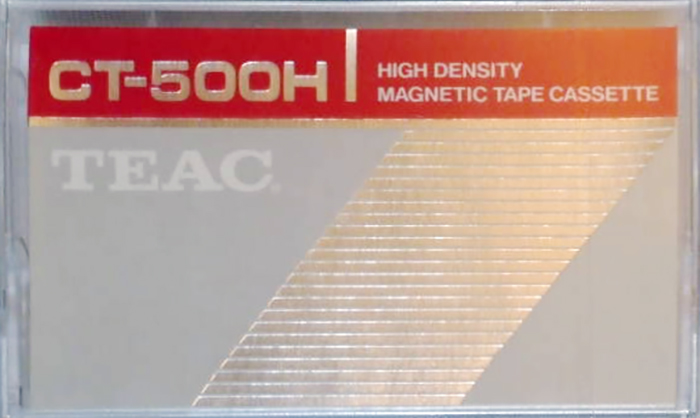 CT-500H
HIGH DENSITY
MAGNETIC TAPE CASSETTE
TEAC